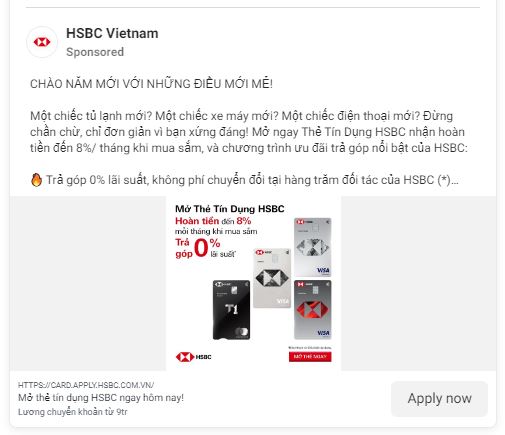 HSBC Vietnam
Sponsored
CHÀO NĂM MỚI VỚI NHỮNG ĐIỀU MỚI MẺ!
Một chiếc tủ lạnh mới? Một chiếc xe máy mới? Một chiếc điện thoại mới? Đừng
chần chừ, chỉ đơn giản vì bạn xứng đáng! Mở ngay Thẻ Tín Dụng HSBC nhận hoàn
tiền đến 8%/ tháng khi mua sắm, và chương trình ưu đãi trả góp nổi bật của HSBC:
🔥 Trả góp 0% lãi suất, không phí chuyển đổi tại hàng trăm đối tác của HSBC (*)...
Mở Thẻ Tín Dụng HSBC
Hoàn tiền đến 8%
mỗi tháng khi mua sắm
Trả góp 0% lãi suất*
VISA
VISA
T1
VISA
HSBC
MỞ THẺ NGAY
HTTPS://CARD.APPLY.HSBC.COM.VN/
Mở thẻ tín dụng HSBC ngay hôm nay!
Lương chuyển khoản từ 9tr
Apply now